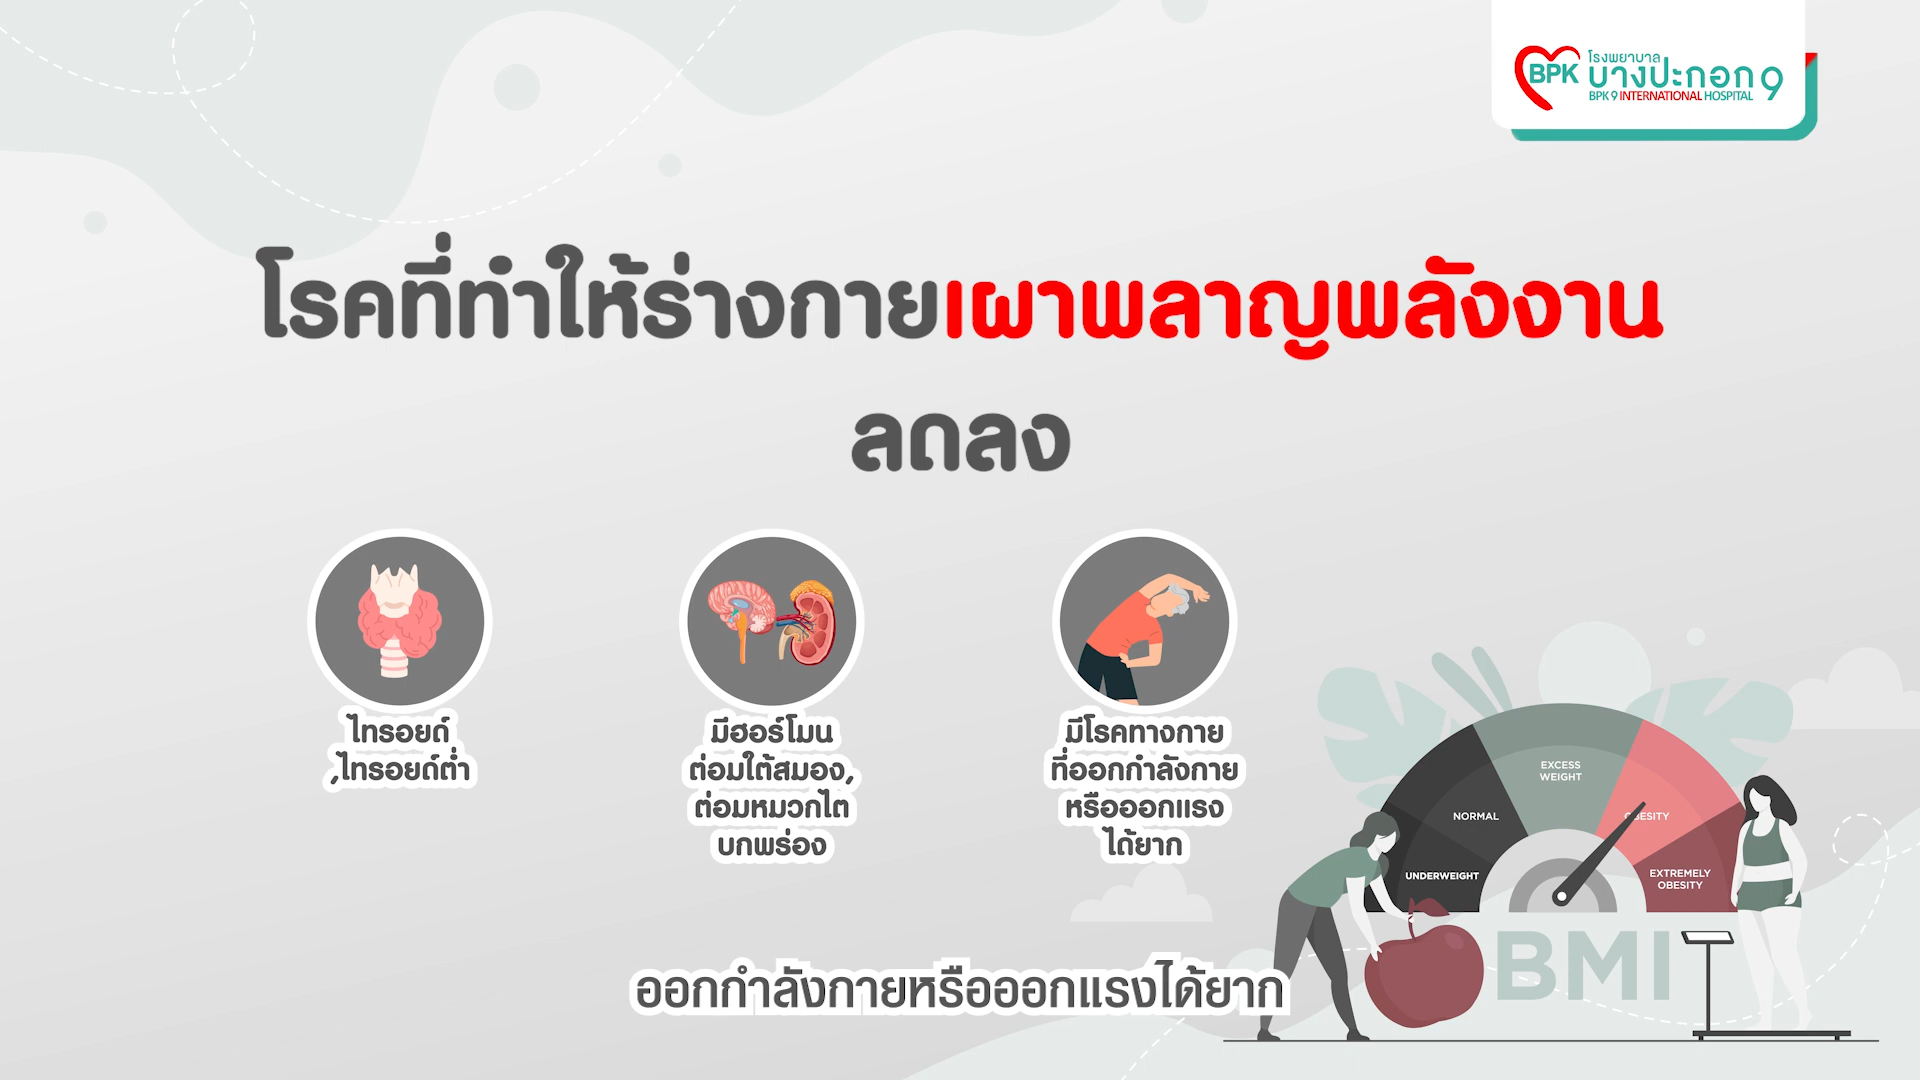 BPK
โรงพยาบาล
บางปะกอก 9
BPK 9 INTERNATIONAL HOSPITAL
โรคที่ทำให้ร่างกายเผาพลาญพลังงาน
ลดลง
ไทรอยด์
,ไทรอยด์ต่ำ
มีฮอร์โมน
ต่อมใต้สมอง,
ต่อมหมวกไต
บกพร่อง
มีโรคทางกาย
ที่ออกกำลังกาย
หรือออกแรง
ได้ยาก
EXCESS
WEIGHT
NORMAL
OBESITY
UNDERWEIGHT
EXTREMELY
OBESITY
BMI
ออกกำลังกายหรือออกแรงได้ยาก